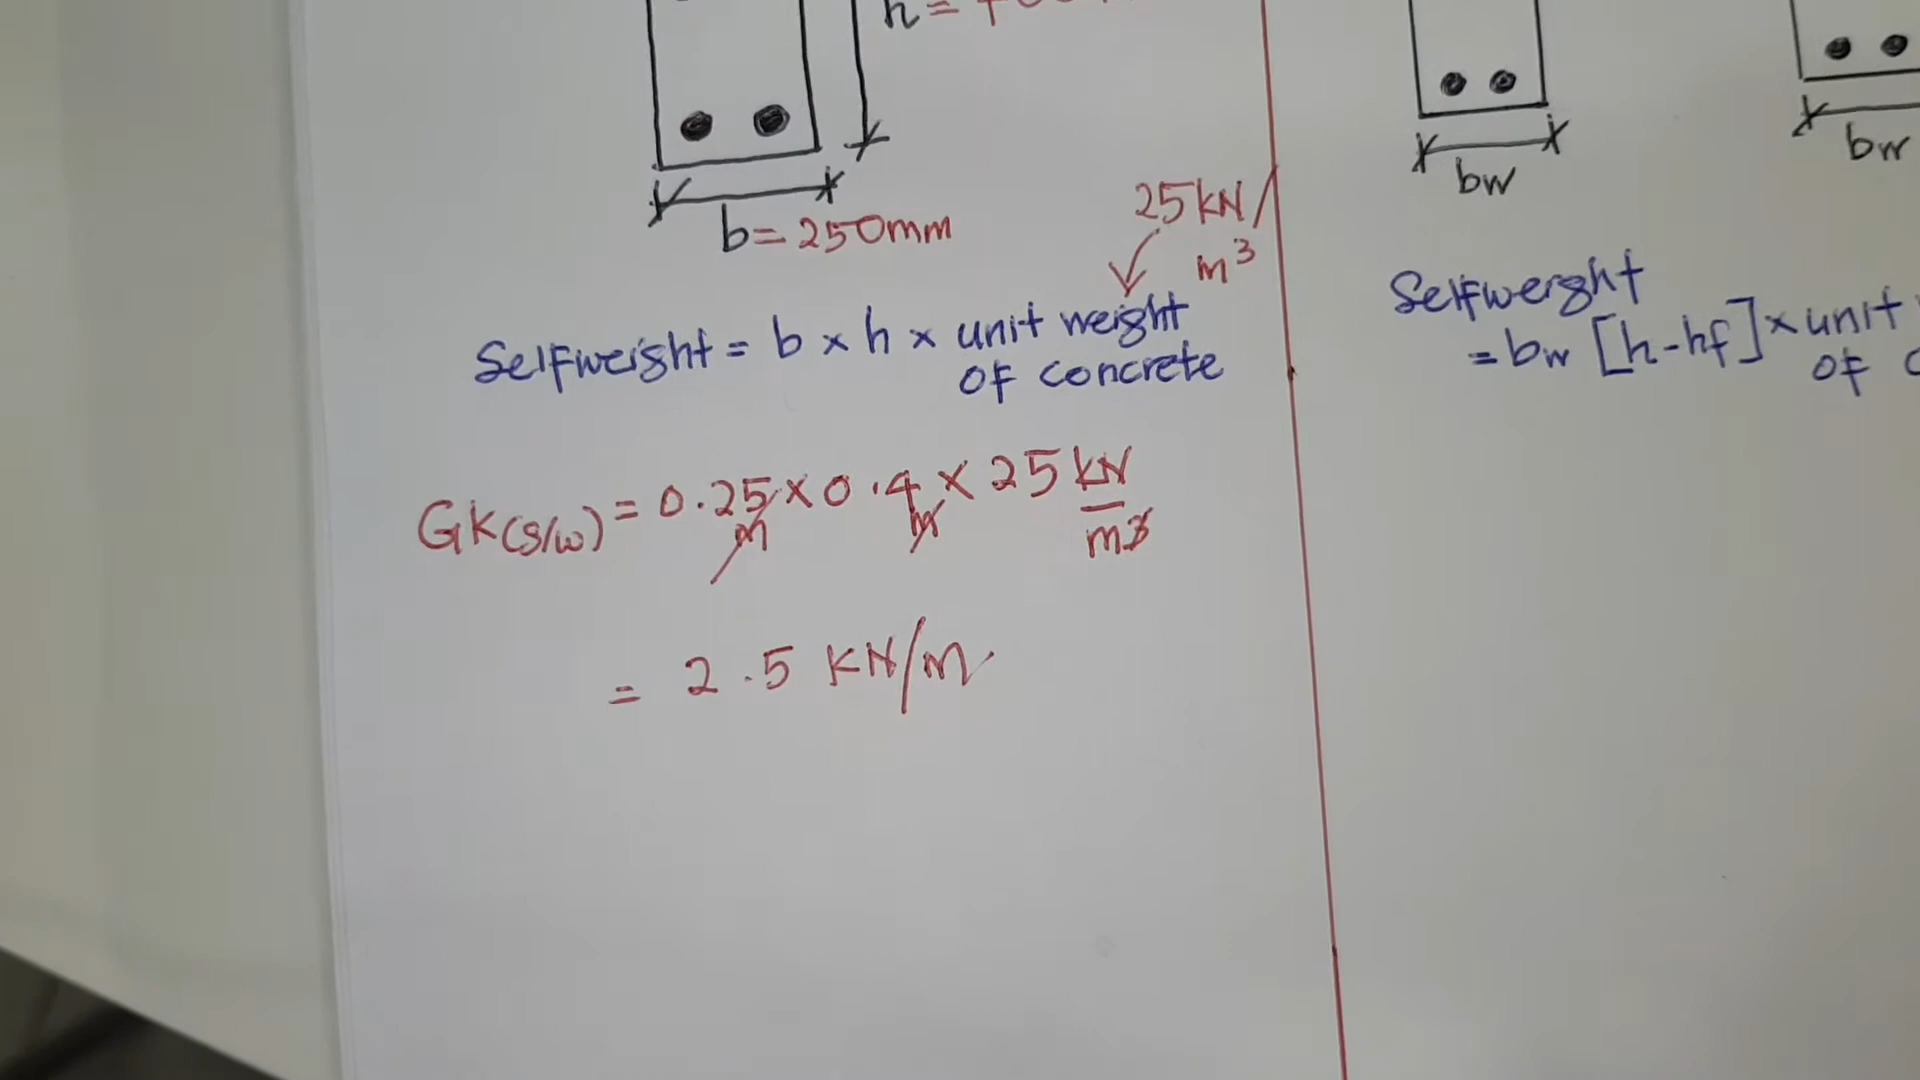 h=
b=250mm
25kN/
m³
Selfweight = b x h x unit weight
of concrete
GK(s/w) = 0.25 x 0.4 x 25 kN
m m m3
= 2.5 KN/m
bw
bw
Selfweight
=bw [h-hf] x unit
of